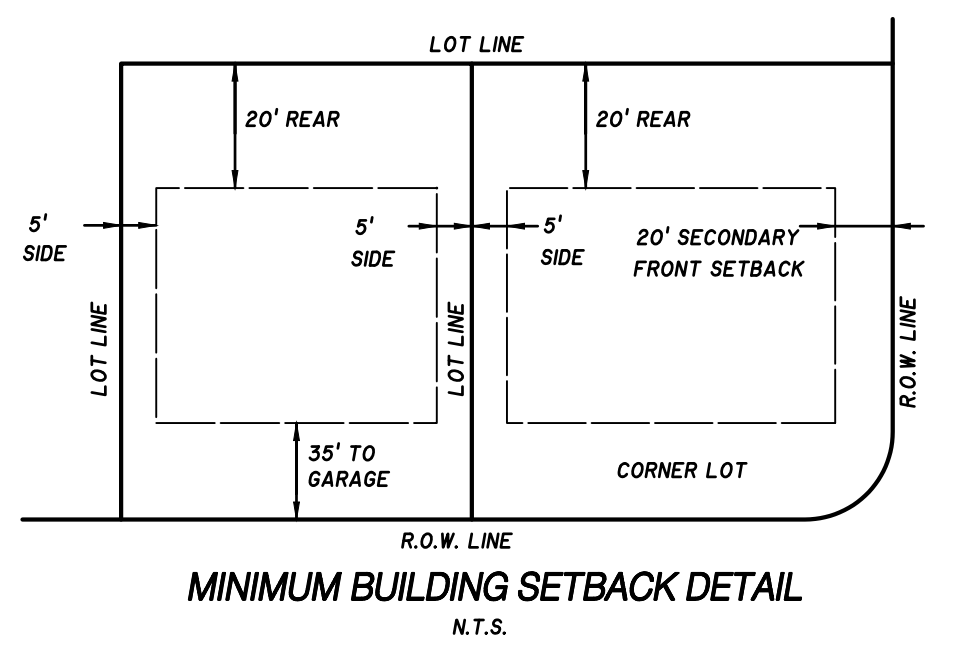 LOT LINE
20' REAR
20' REAR
5'
SIDE
5'
SIDE
5'
SIDE
20' SECONDARY
FRONT SETBACK
LOT LINE
LOT LINE
R.O.W. LINE
35' TO
GARAGE
CORNER LOT
R.O.W. LINE
MINIMUM BUILDING SETBACK DETAIL
N.T.S.